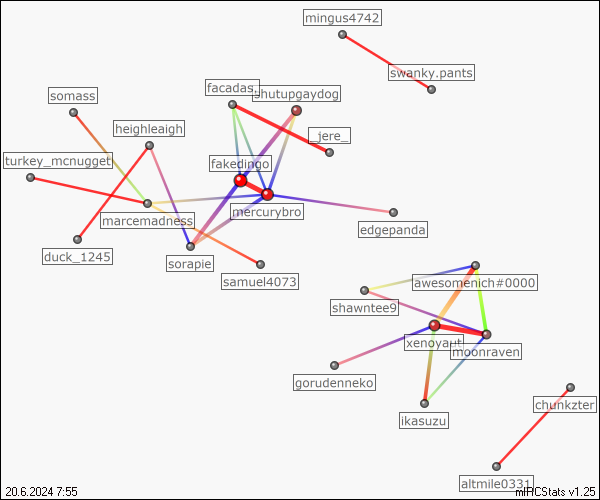 mingus4742
swanky.pants
facadas_
shutupgaydog
somass
heighleaigh
_jere_
turkey_mcnugget
fakedingo
marcemadness
mercurybro
edgepanda
duck_1245
sorapie
samuel4073
awesomenich#0000
shawntee9
xenoyaut
moonraven
gorudenneko
chunkzter
ikasuzu
altmile0331
20.6.2024 7:55
mIRCStats v1.25